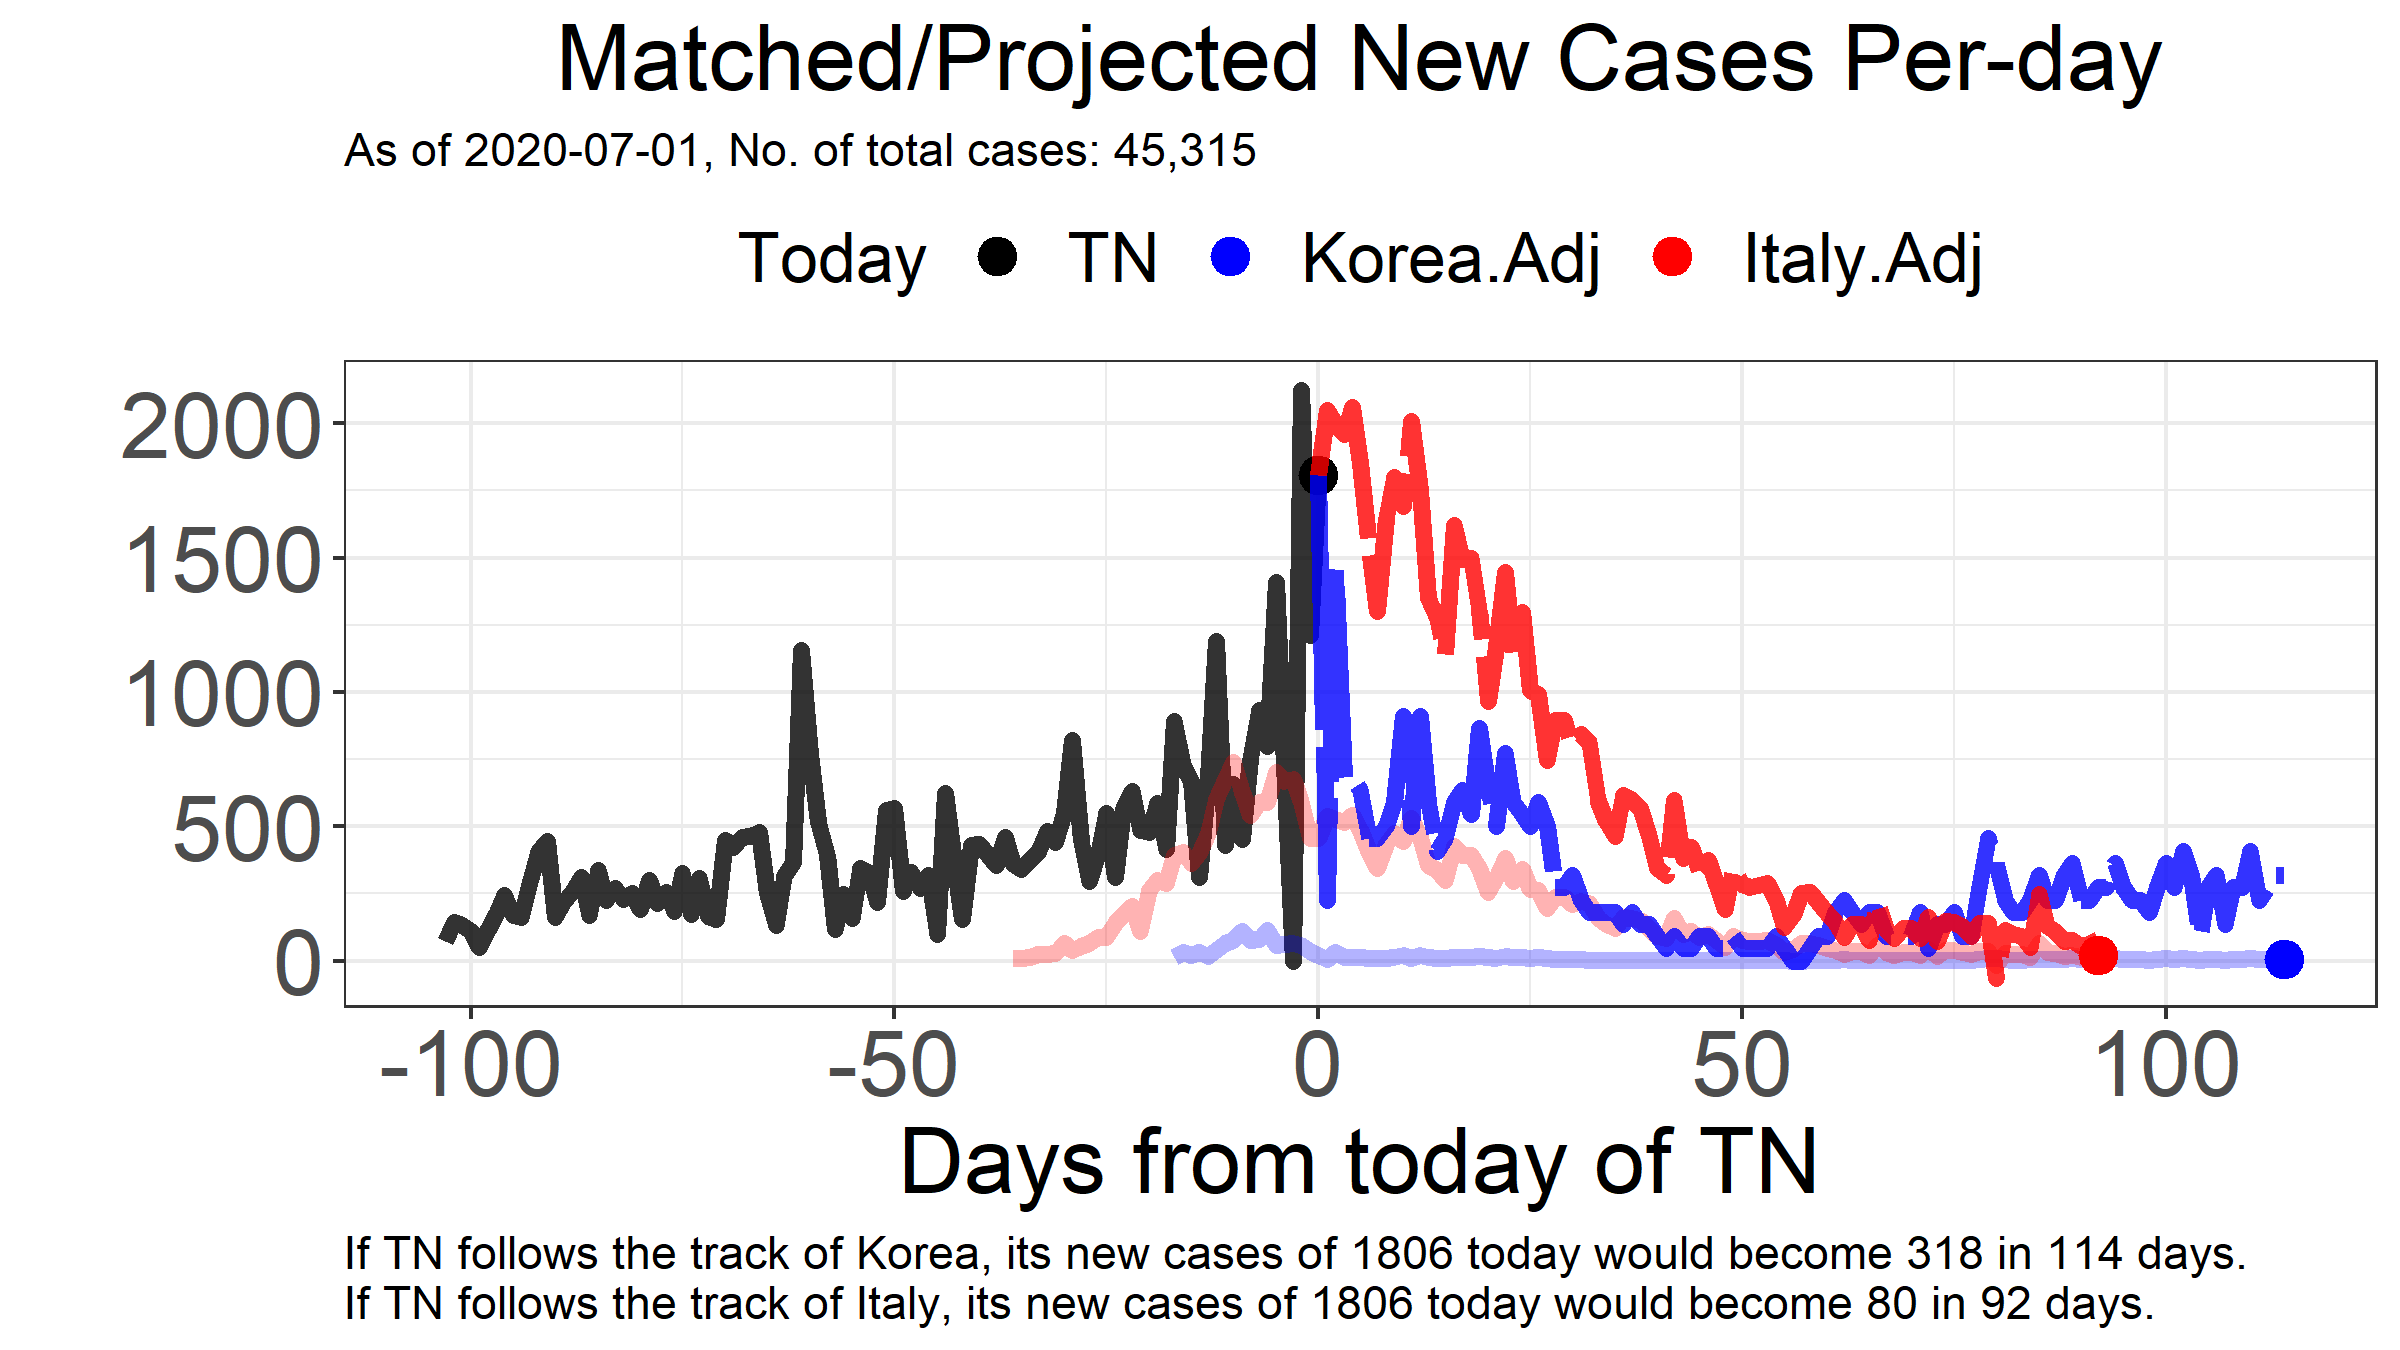 Matched/Projected New Cases Per-day
As of 2020-07-01, No. of total cases: 45,315
Today TN Korea.Adj Italy.Adj
2000
1500
1000
500
0
-100 -50 0 50 100
Days from today of TN
If TN follows the track of Korea, its new cases of 1806 today would become 318 in 114 days.
If TN follows the track of Italy, its new cases of 1806 today would become 80 in 92 days.